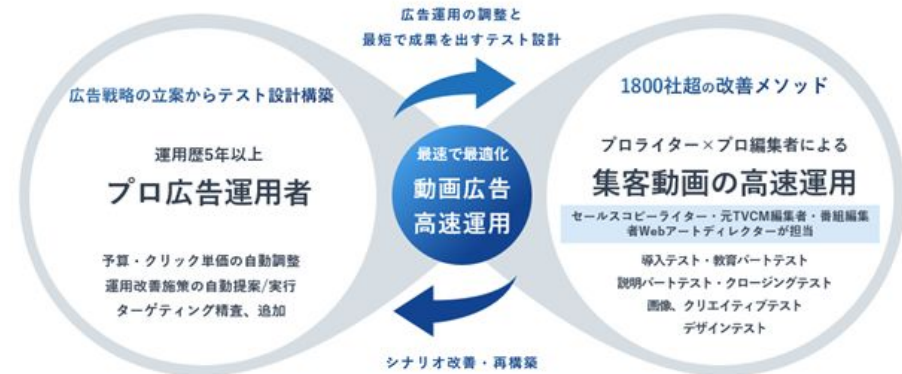 広告運用の調整と
最短で成果を出すテスト設計
広告戦略の立案からテスト設計構築
運用歴5年以上
プロ広告運用者
予算・クリック単価の自動調整
運用改善施策の自動提案/実行
ターゲティング精査、追加
最速で最適化
動画広告
高速運用
1800社超の改善メソッド
プロライター×プロ編集者による
集客動画の高速運用
セールスコピーライター・元TVCM編集者・番組編集
者Webアートディレクターが担当
導入テスト・教育パートテスト
説明パートテスト・クロージングテスト
画像、クリエイティブテスト
デザインテスト
シナリオ改善・再構築